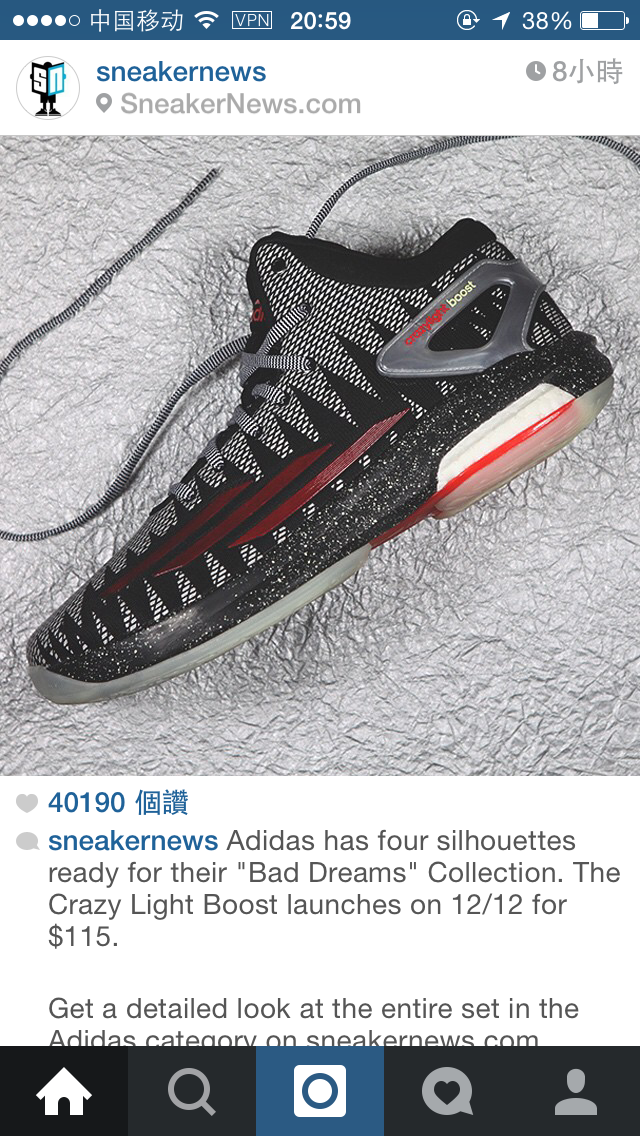 中国移动 VPN 20:59 38%
SN
sneakernews
8小時
SneakerNews.com
crazylight boost
40190 個讚
sneakernews Adidas has four silhouettes
ready for their "Bad Dreams" Collection. The
Crazy Light Boost launches on 12/12 for
$115.
Get a detailed look at the entire set in the
Adidas category on sneakernews.com